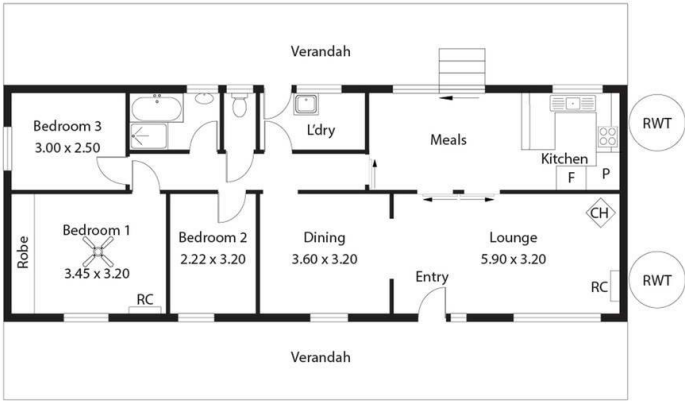 Verandah
Bedroom 3
3.00 x 2.50
L'dry
Meals
Kitchen
F
P
RWT
Robe
Bedroom 1
3.45 x 3.20
RC
Bedroom 2
2.22 x 3.20
Dining
3.60 x 3.20
Entry
Lounge
5.90 x 3.20
CH
RC
RWT
Verandah